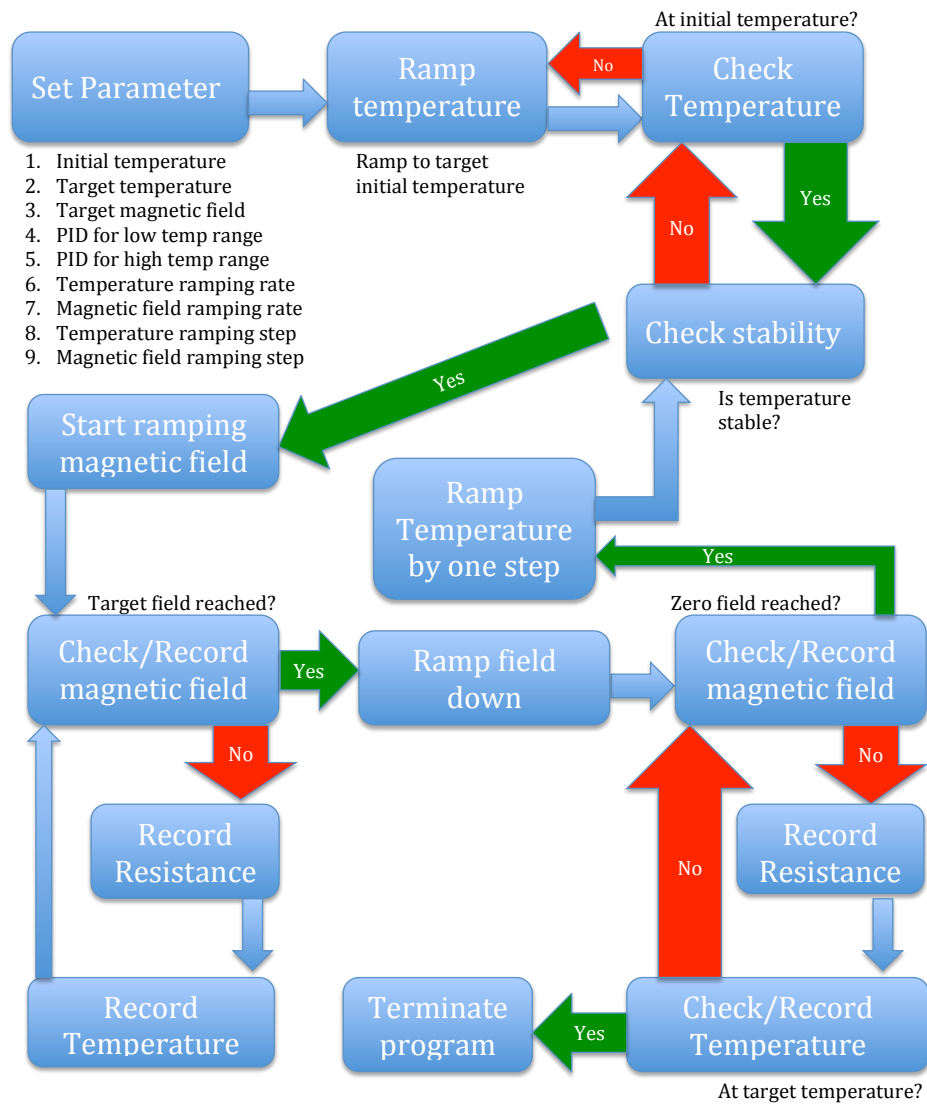 At initial temperature?
Set Parameter
Ramp
temperature
No
Check
Temperature
1. Initial temperature
2. Target temperature
3. Target magnetic field
4. PID for low temp range
5. PID for high temp range
6. Temperature ramping rate
7. Magnetic field ramping rate
8. Temperature ramping step
9. Magnetic field ramping step
Ramp to target
initial temperature
No
Yes
Check stability
Yes
Is temperature
stable?
Start ramping
magnetic field
Ramp
Temperature
by one step
Yes
Target field reached?
Zero field reached?
Check/Record
magnetic field
Yes
Ramp field
down
Check/Record
magnetic field
No
No
Record
Resistance
No
Record
Resistance
Record
Temperature
Terminate
program
Yes
Check/Record
Temperature
At target temperature?